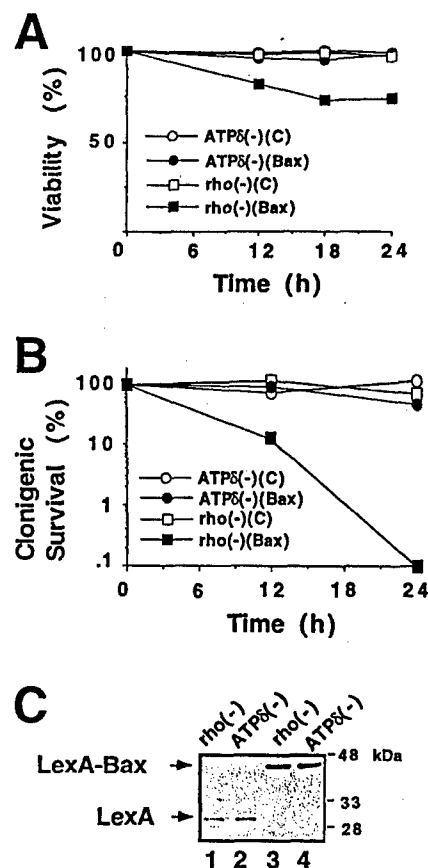 A
100
50
Viability (%)
ATPδ(-)(C)
ATPδ(-)(Bax)
rho(-)(C)
rho(-)(Bax)
0 6 12 18 24
Time (h)
B
100
10
1
.1
Clonigenic
Survival (%)
ATPδ(-)(C)
ATPδ(-)(Bax)
rho(-)(C)
rho(-)(Bax)
0 6 12 18 24
Time (h)
C
rho(-) ATPδ(-) rho(-) ATPδ(-)
LexA-Bax
LexA
48 kDa
33
28
1 2 3 4